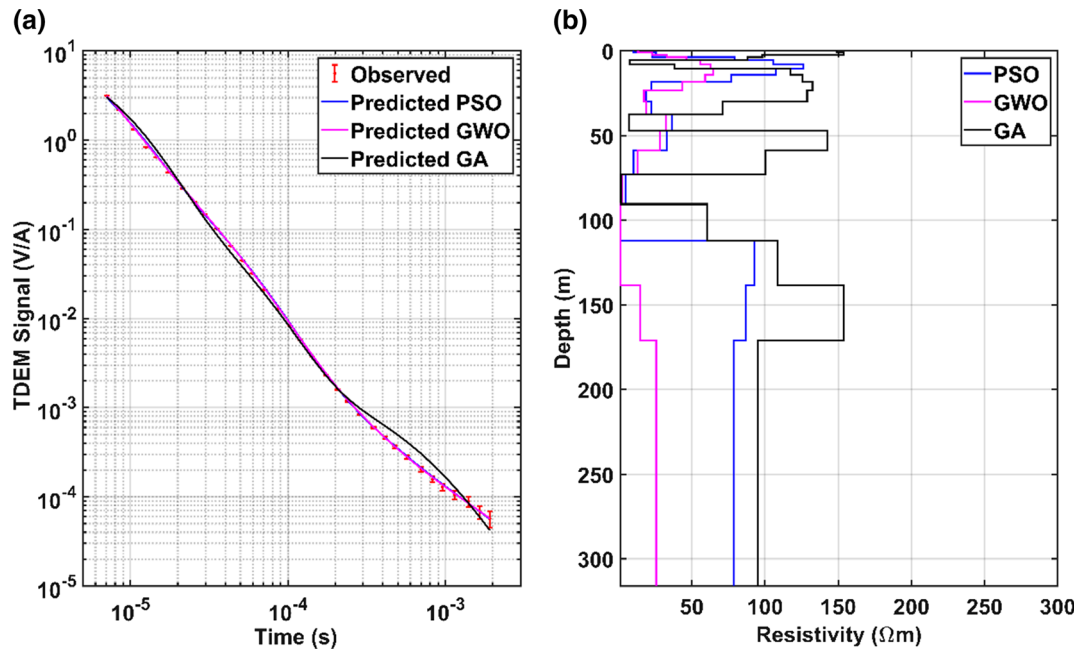 (a)
10^1
10^0
10^-1
10^-2
10^-3
10^-4
10^-5
TDEM Signal (V/A)
10^-5
10^-4
10^-3
Time (s)
Observed
Predicted PSO
Predicted GWO
Predicted GA
(b)
0
50
100
150
200
250
300
Depth (m)
50
100
150
200
250
300
Resistivity (Ωm)
PSO
GWO
GA